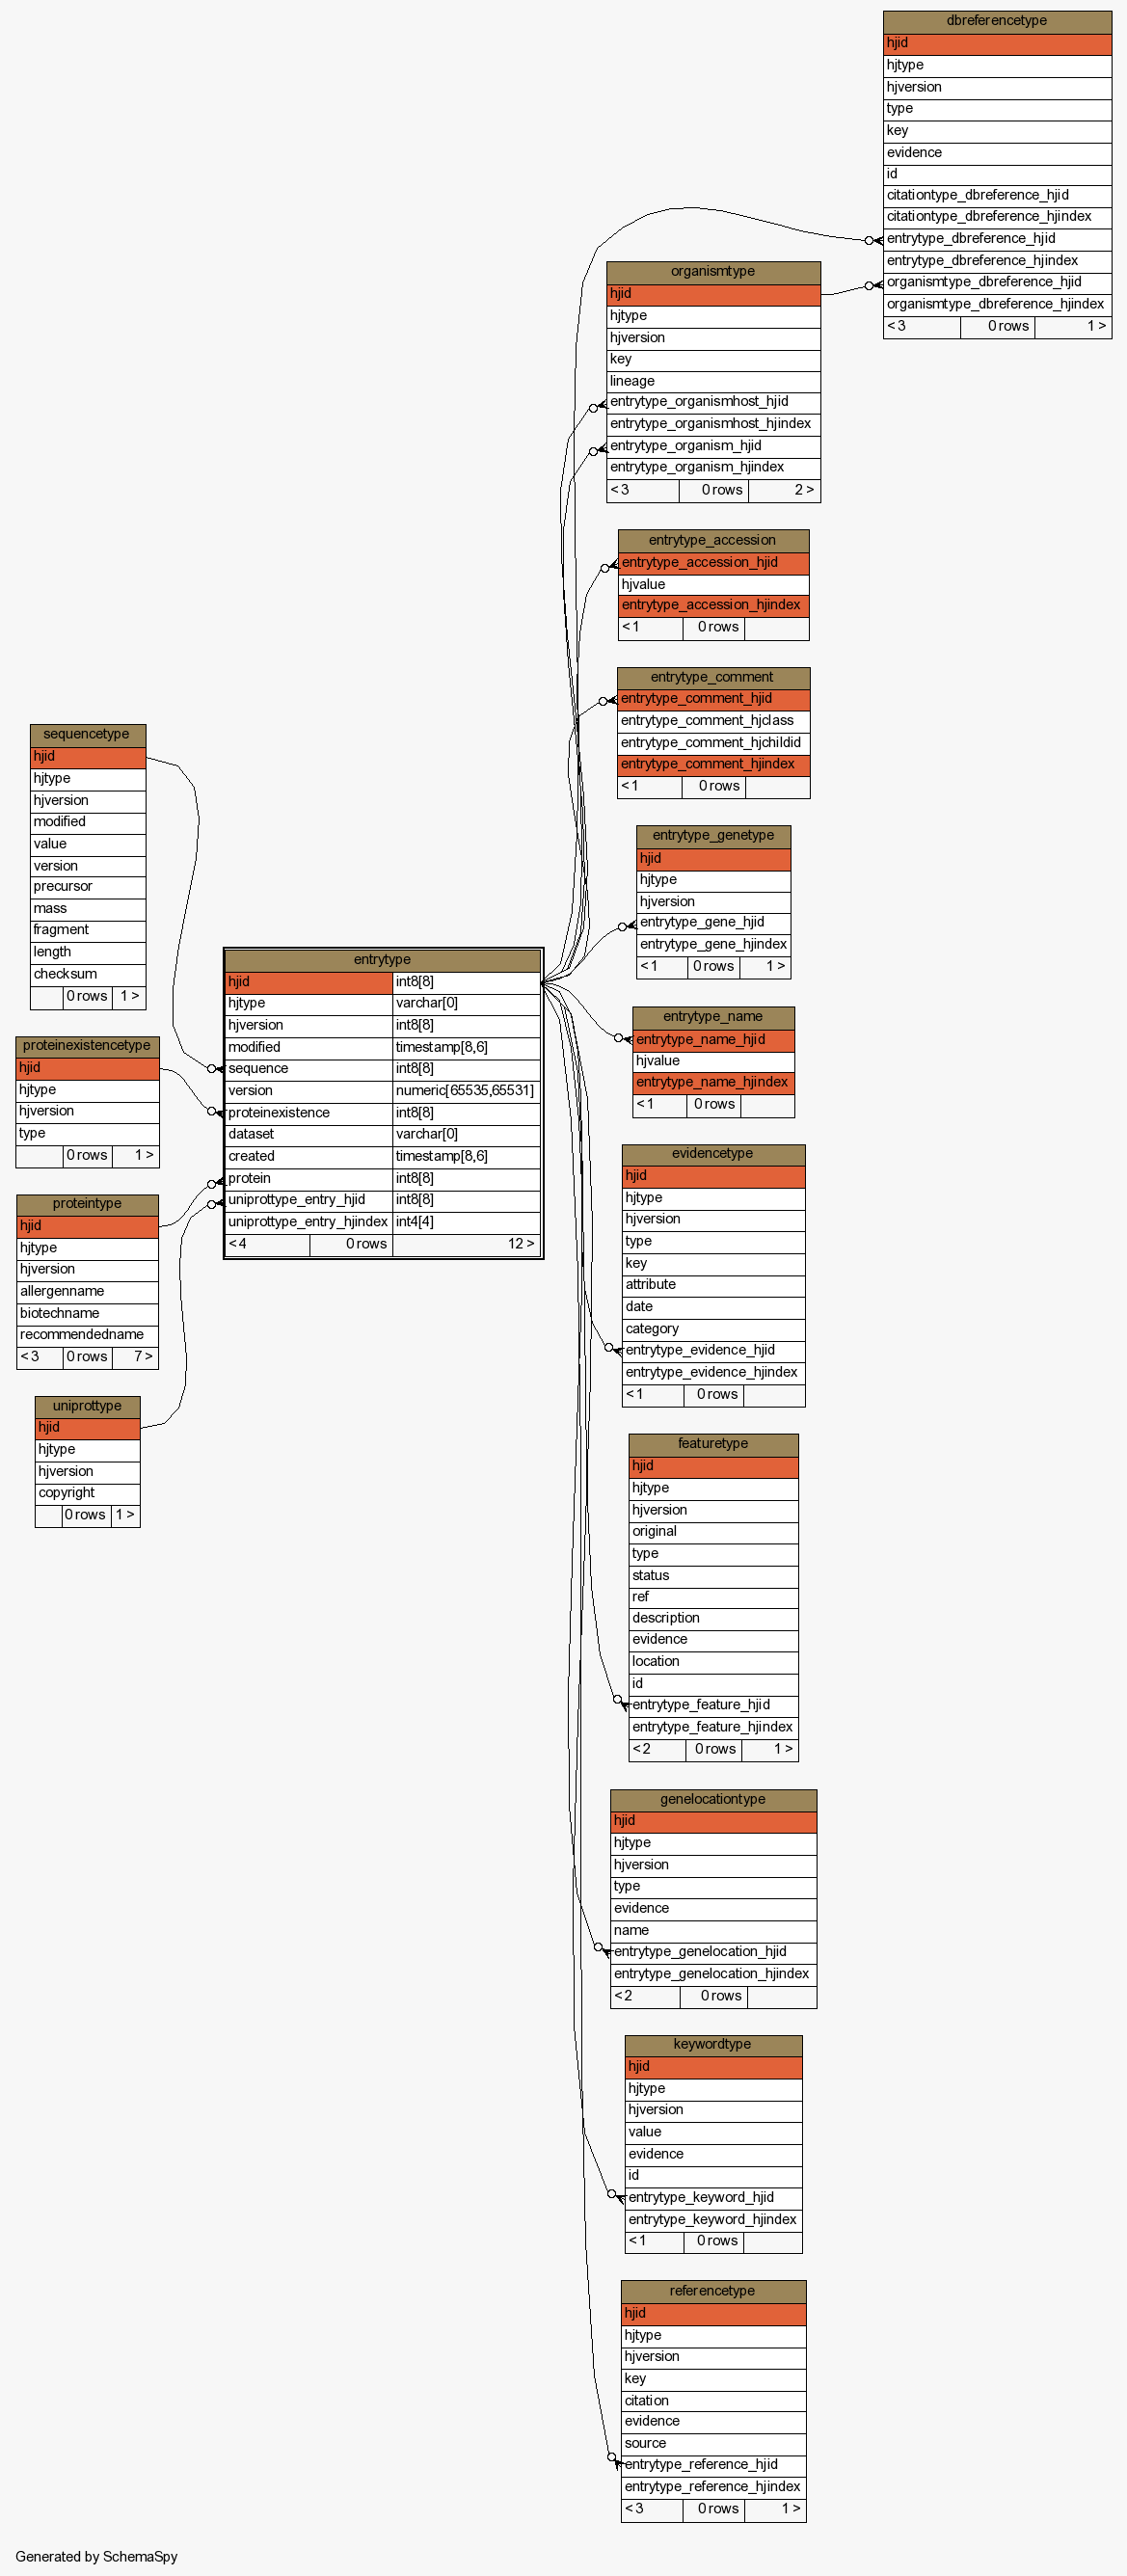 dbreferencetype
hjid
hjtype
hjversion
type
key
evidence
id
citationtype_dbreference_hjid
citationtype_dbreference_hjindex
entrytype_dbreference_hjid
entrytype_dbreference_hjindex
organismtype_dbreference_hjid
organismtype_dbreference_hjindex
< 3 0 rows 1 >
organismtype
hjid
hjtype
hjversion
key
lineage
entrytype_organismhost_hjid
entrytype_organismhost_hjindex
entrytype_organism_hjid
entrytype_organism_hjindex
< 3 0 rows 2 >
entrytype_accession
entrytype_accession_hjid
hjvalue
entrytype_accession_hjindex
< 1 0 rows
entrytype_comment
entrytype_comment_hjid
entrytype_comment_hjclass
entrytype_comment_hjchildid
entrytype_comment_hjindex
< 1 0 rows
sequencetype
hjid
hjtype
hjversion
modified
value
version
precursor
mass
fragment
length
checksum
0 rows 1 >
entrytype_genetype
hjid
hjtype
hjversion
entrytype_gene_hjid
entrytype_gene_hjindex
< 1 0 rows 1 >
entrytype
hjid int8[8]
hjtype varchar[0]
hjversion int8[8]
modified timestamp[8,6]
sequence int8[8]
version numeric[65535,65531]
proteinexistence int8[8]
dataset varchar[0]
created timestamp[8,6]
protein int8[8]
uniprottype_entry_hjid int8[8]
uniprottype_entry_hjindex int4[4]
< 4 0 rows 12 >
entrytype_name
entrytype_name_hjid
hjvalue
entrytype_name_hjindex
< 1 0 rows
proteinexistencetype
hjid
hjtype
hjversion
type
0 rows 1 >
proteintype
hjid
hjtype
hjversion
allergenname
biotechname
recommendedname
< 3 0 rows 7 >
evidencetype
hjid
hjtype
hjversion
type
key
attribute
date
category
entrytype_evidence_hjid
entrytype_evidence_hjindex
< 1 0 rows
uniprottype
hjid
hjtype
hjversion
copyright
0 rows 1 >
featuretype
hjid
hjtype
hjversion
original
type
status
ref
description
evidence
location
id
entrytype_feature_hjid
entrytype_feature_hjindex
< 2 0 rows 1 >
genelocationtype
hjid
hjtype
hjversion
type
evidence
name
entrytype_genelocation_hjid
entrytype_genelocation_hjindex
< 2 0 rows
keywordtype
hjid
hjtype
hjversion
value
evidence
id
entrytype_keyword_hjid
entrytype_keyword_hjindex
< 1 0 rows
referencetype
hjid
hjtype
hjversion
key
citation
evidence
source
entrytype_reference_hjid
entrytype_reference_hjindex
< 3 0 rows 1 >
Generated by SchemaSpy